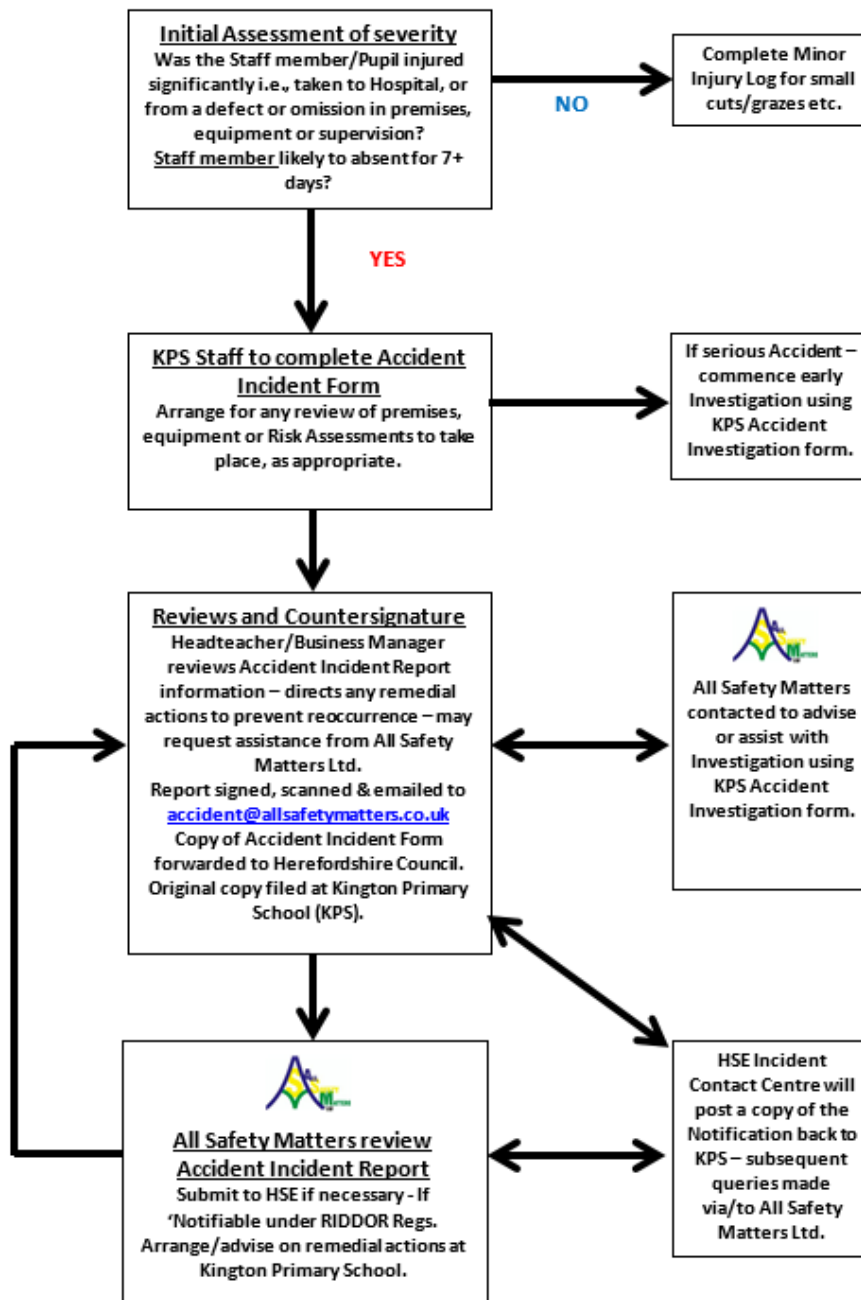 Initial Assessment of severity
Was the Staff member/Pupil injured
significantly i.e., taken to Hospital, or
from a defect or omission in premises,
equipment or supervision?
Staff member likely to absent for 7+
days?
NO
Complete Minor
Injury Log for small
cuts/grazes etc.
YES
KPS Staff to complete Accident
Incident Form
Arrange for any review of premises,
equipment or Risk Assessments to take
place, as appropriate.
If serious Accident –
commence early
Investigation using
KPS Accident
Investigation form.
Reviews and Countersignature
Headteacher/Business Manager
reviews Accident Incident Report
information – directs any remedial
actions to prevent reoccurrence – may
request assistance from All Safety
Matters Ltd.
Report signed, scanned & emailed to
accident@allsafetymatters.co.uk
Copy of Accident Incident Form
forwarded to Herefordshire Council.
Original copy filed at Kington Primary
School (KPS).
All Safety Matters
contacted to advise
or assist with
Investigation using
KPS Accident
Investigation form.
All Safety Matters review
Accident Incident Report
Submit to HSE if necessary - If
‘Notifiable under RIDDOR Regs.
Arrange/advise on remedial actions at
Kington Primary School.
HSE Incident
Contact Centre will
post a copy of the
Notification back to
KPS – subsequent
queries made
via/to All Safety
Matters Ltd.